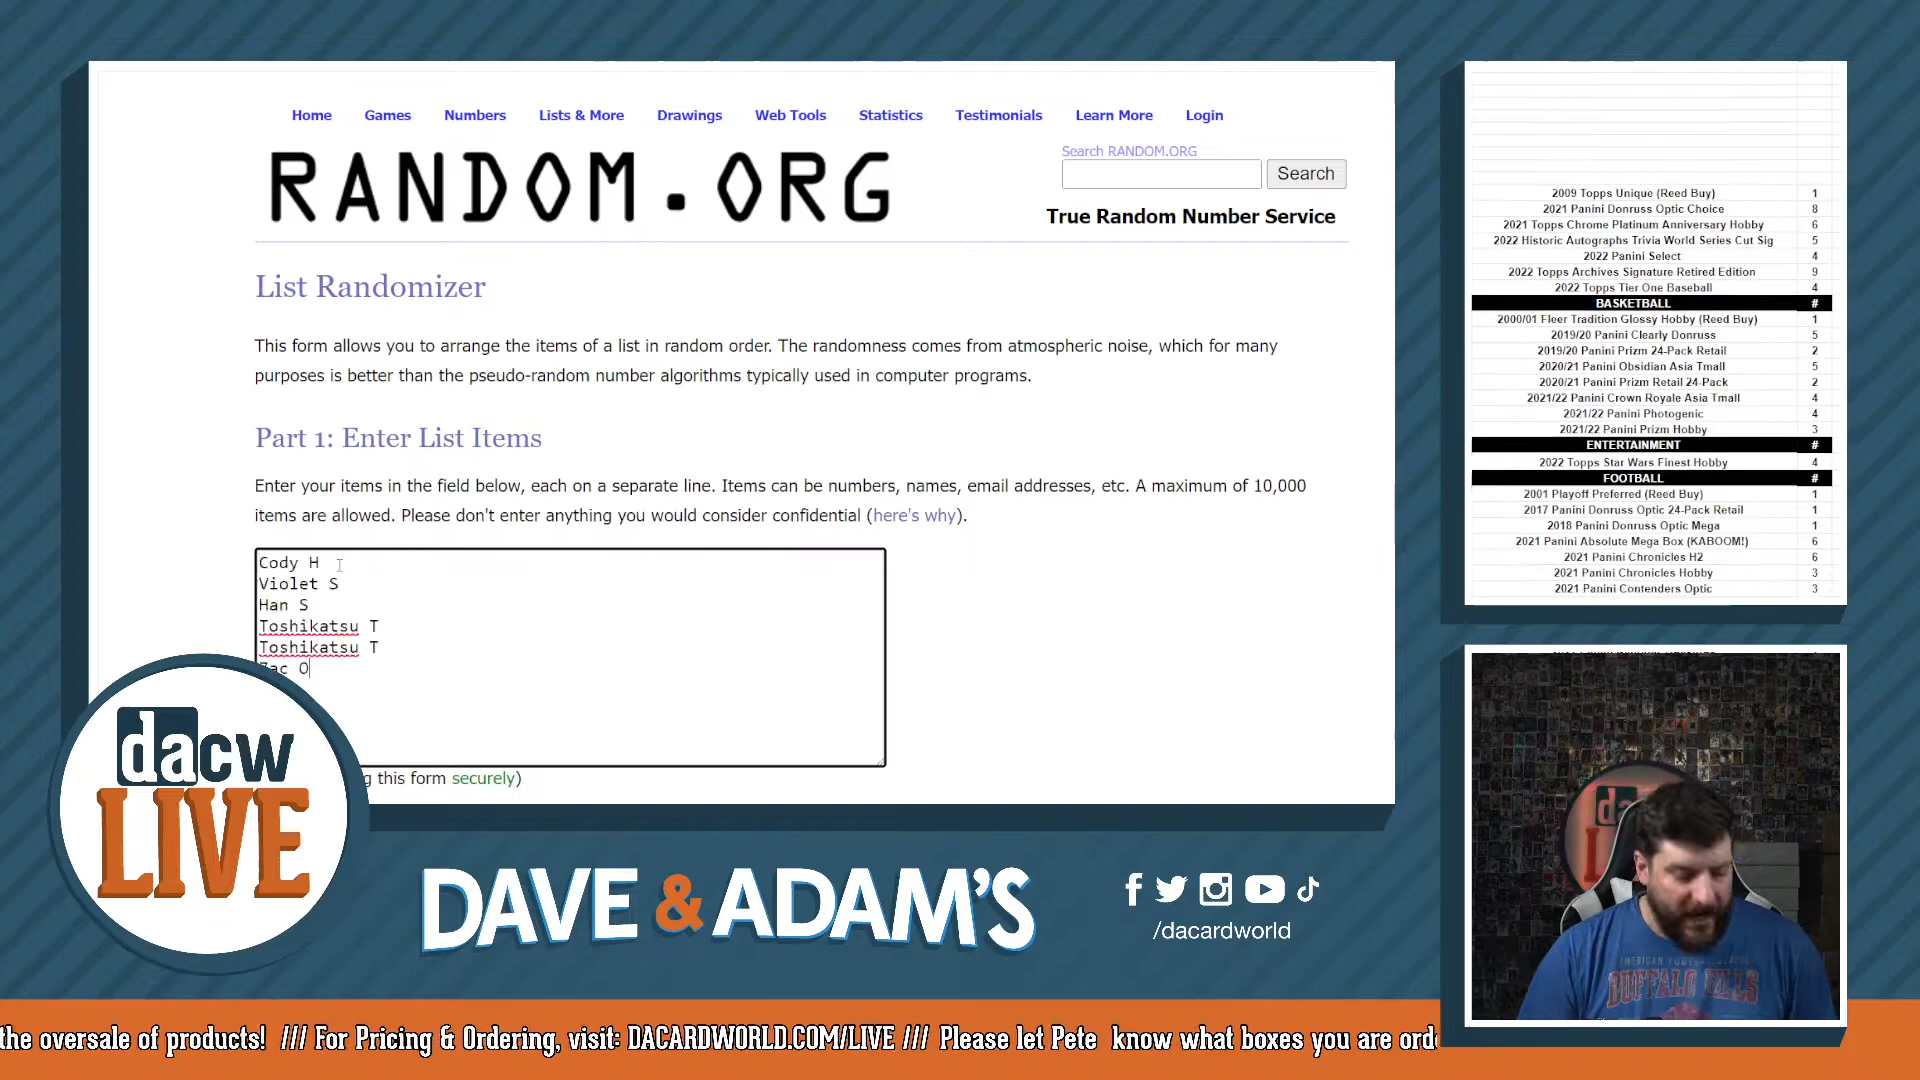 Home Games Numbers Lists & More Drawings Web Tools Statistics Testimonials Learn More Login
RANDOM.ORG
Search RANDOM.ORG
Search
True Random Number Service
List Randomizer
This form allows you to arrange the items of a list in random order. The randomness comes from atmospheric noise, which for many
purposes is better than the pseudo-random number algorithms typically used in computer programs.
Part 1: Enter List Items
Enter your items in the field below, each on a separate line. Items can be numbers, names, email addresses, etc. A maximum of 10,000
items are allowed. Please don't enter anything you would consider confidential (here's why).
Cody H
Violet S
Han S
Toshikatsu T
Toshikatsu T
Zac O
g this form securely)
2009 Topps Unique (Reed Buy) 1
2021 Panini Donruss Optic Choice 8
2021 Topps Chrome Platinum Anniversary Hobby 6
2022 Historic Autographs Trivia World Series Cut Sig 5
2022 Panini Select 4
2022 Topps Archives Signature Retired Edition 9
2022 Topps Tier One Baseball 4
BASKETBALL #
2000/01 Fleer Tradition Glossy Hobby (Reed Buy) 1
2019/20 Panini Clearly Donruss 5
2019/20 Panini Prizm 24-Pack Retail 2
2020/21 Panini Obsidian Asia Tmall 5
2020/21 Panini Prizm Retail 24-Pack 2
2021/22 Panini Crown Royale Asia Tmall 4
2021/22 Panini Photogenic 4
2021/22 Panini Prizm Hobby 3
ENTERTAINMENT #
2022 Topps Star Wars Finest Hobby 4
FOOTBALL #
2001 Playoff Preferred (Reed Buy) 1
2017 Panini Donruss Optic 24-Pack Retail 1
2018 Panini Donruss Optic Mega 1
2021 Panini Absolute Mega Box (KABOOM!) 6
2021 Panini Chronicles H2 6
2021 Panini Chronicles Hobby 3
2021 Panini Contenders Optic 3
dacw
LIVE
DAVE & ADAM'S
/dacardworld
BUFFALO BILLS
the oversale of products! /// For Pricing & Ordering, visit: DACARDWORLD.COM/LIVE /// Please let Pete know what boxes you are ord